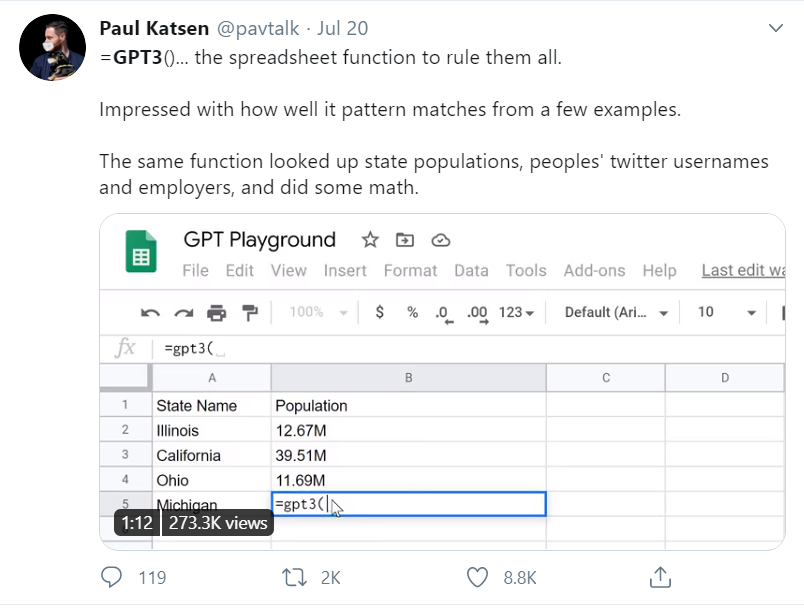 Paul Katsen @pavtalk · Jul 20
=GPT3()... the spreadsheet function to rule them all.
Impressed with how well it pattern matches from a few examples.
The same function looked up state populations, peoples' twitter usernames
and employers, and did some math.
GPT Playground
File Edit View Insert Format Data Tools Add-ons Help Last edit wa
100% $ % .0 .00 123 Default (Ari... 10
fx =gpt3(
A B C D
1 State Name Population
2 Illinois 12.67M
3 California 39.51M
4 Ohio 11.69M
5 Michigan =gpt3(
1:12 273.3K views
119 2K 8.8K